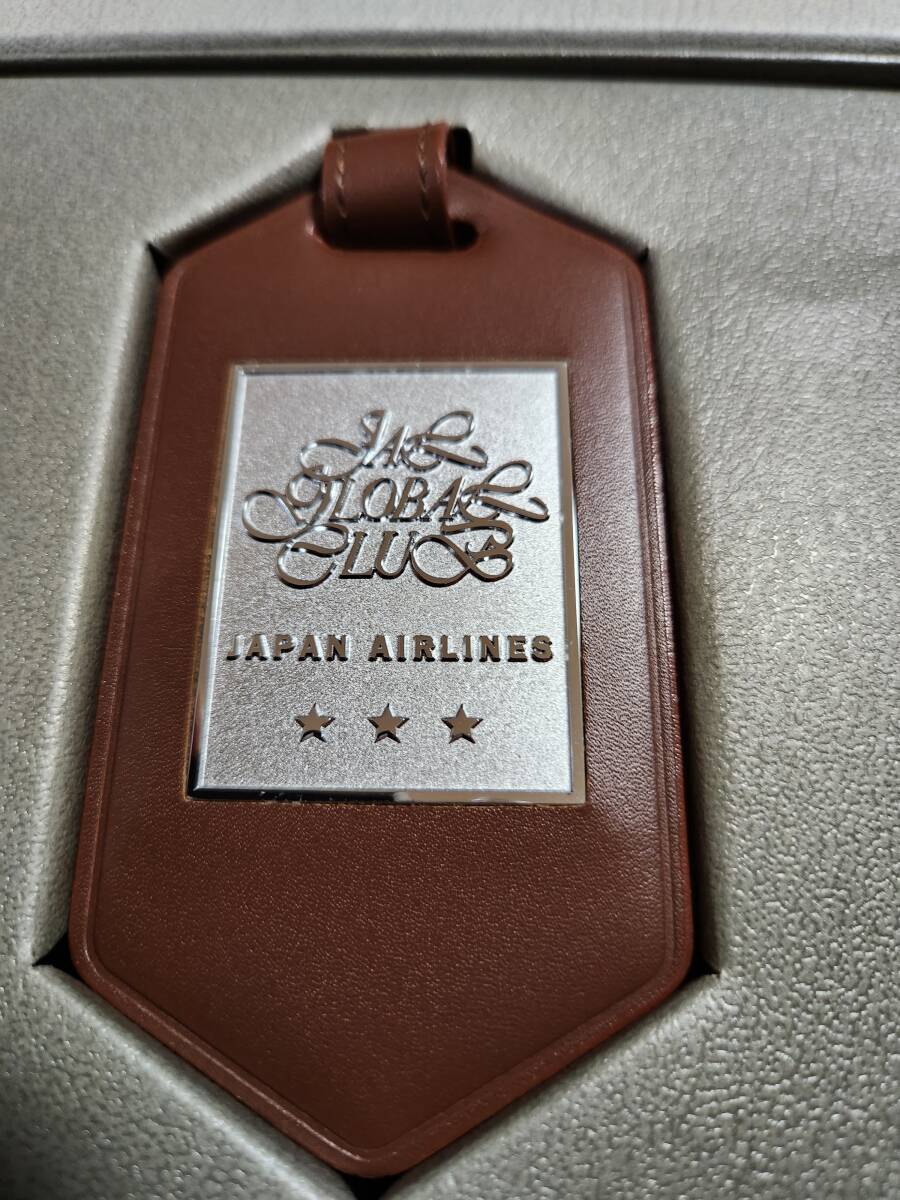 JAL
GLOBAL
CLUB
JAPAN AIRLINES
★ ★ ★